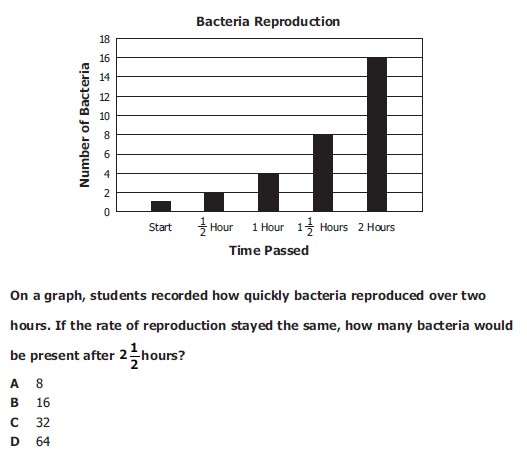 Bacteria Reproduction
Number of Bacteria
18
16
14
12
10
8
6
4
2
0
Start
1/2 Hour
1 Hour
1 1/2 Hours
2 Hours
Time Passed
On a graph, students recorded how quickly bacteria reproduced over two
hours. If the rate of reproduction stayed the same, how many bacteria would
be present after 2 1/2 hours?
A 8
B 16
C 32
D 64